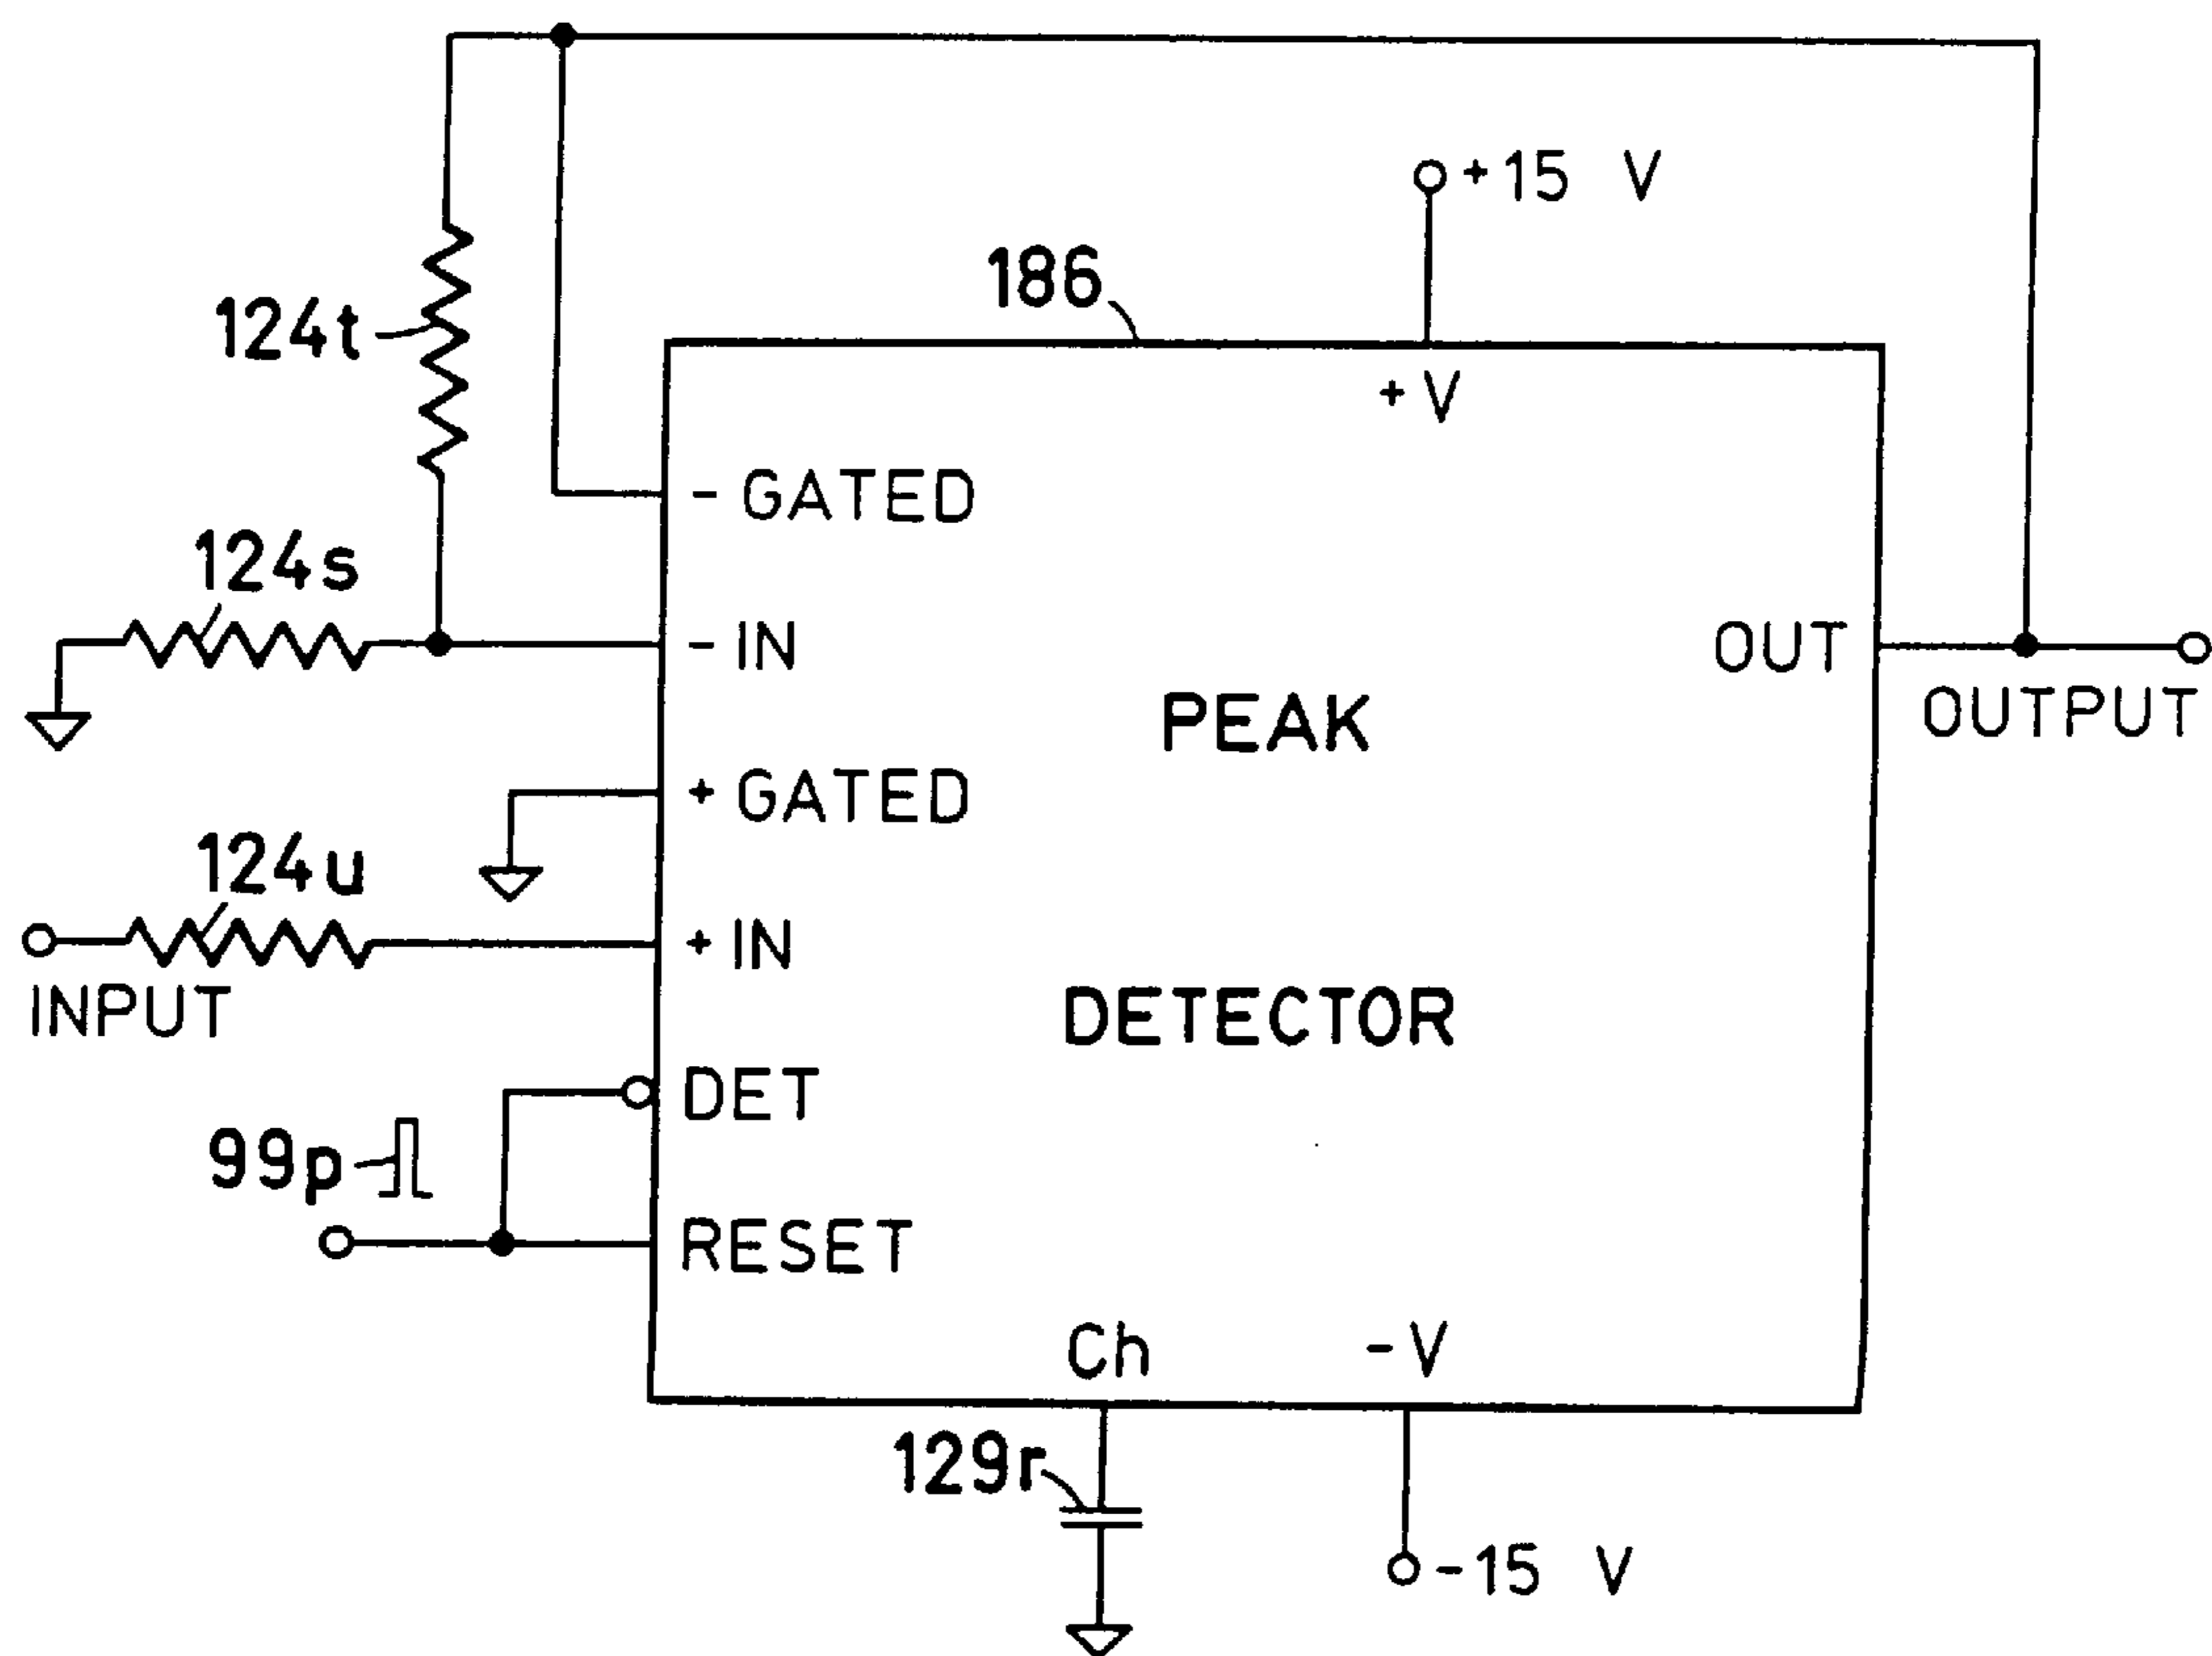 +15 V
186
124t
+ V
- GATED
124s
- IN
OUT
PEAK
OUTPUT
+ GATED
124u
+ IN
INPUT
DETECTOR
DET
99p
RESET
Ch
- V
129r
-15 V